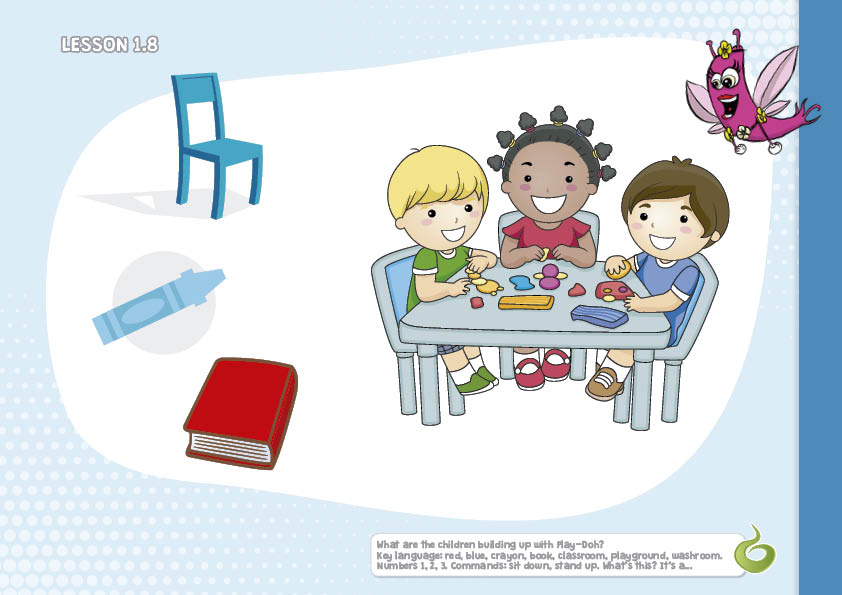 LESSON 1.8
What are the children building up with Play-Doh?
Key language: red, blue, crayon, book, classroom, playground, washroom.
Numbers 1, 2, 3. Commands: sit down, stand up. What's this? It's a...